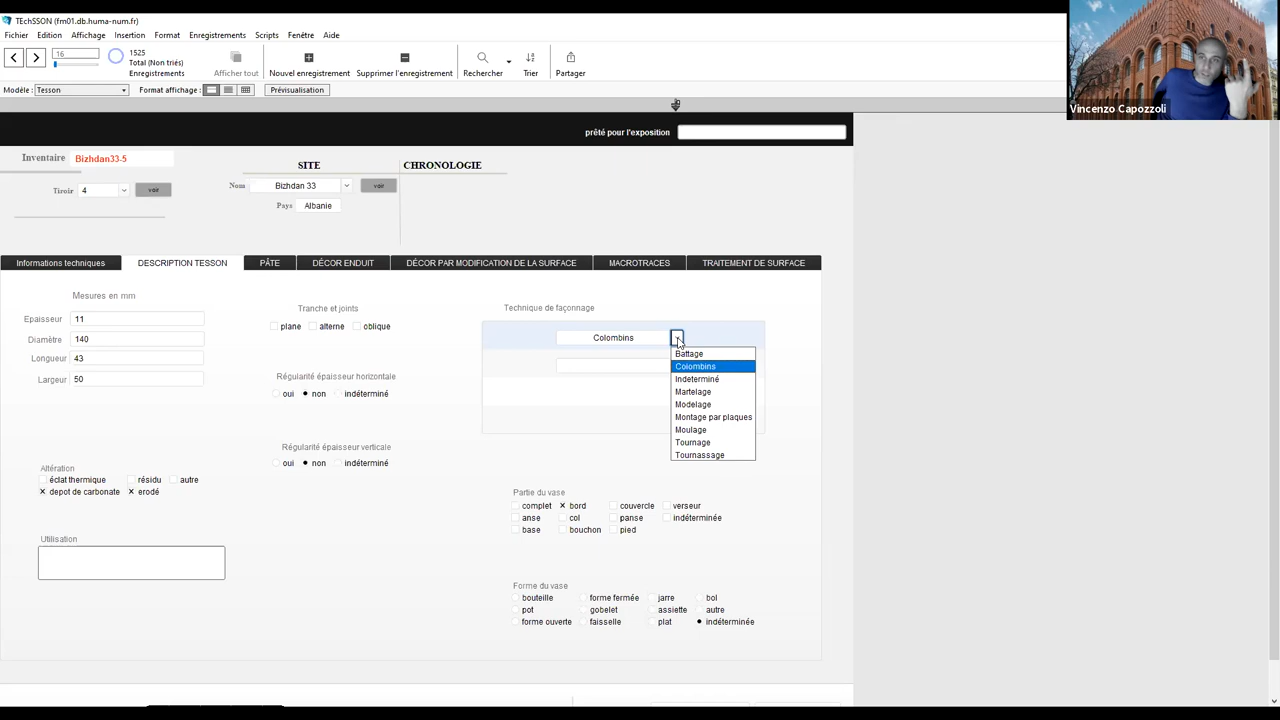 TEchSSON (fm01.db.huma-num.fr)
Fichier Edition Affichage Insertion Format Enregistrements Scripts Fenêtre Aide
16
1525
Total (Non triés)
Enregistrements
Afficher tout Nouvel enregistrement Supprimer l'enregistrement Rechercher Trier Partager
Modèle : Tesson Format affichage : Prévisualisation
Vincenzo Capozzoli
prêté pour l'exposition
Inventaire Bizhdan33-5
SITE CHRONOLOGIE
Tiroir 4 voir
Nom Bizhdan 33 voir
Pays Albanie
Informations techniques DESCRIPTION TESSON PÂTE DÉCOR ENDUIT DÉCOR PAR MODIFICATION DE LA SURFACE MACROTRACES TRAITEMENT DE SURFACE
Mesures en mm
Epaisseur 11
Diamètre 140
Longueur 43
Largeur 50
Tranche et joints
plane alterne oblique
Régularité épaisseur horizontale
oui non indéterminé
Régularité épaisseur verticale
oui non indéterminé
Technique de façonnage
Colombins
Battage
Colombins
Indeterminé
Martelage
Modelage
Montage par plaques
Moulage
Tournage
Tournassage
Altération
éclat thermique résidu autre
depot de carbonate erodé
Utilisation
Partie du vase
complet bord couvercle verseur
anse col panse indéterminée
base bouchon pied
Forme du vase
bouteille forme fermée jarre bol
pot gobelet assiette autre
forme ouverte faisselle plat indéterminée